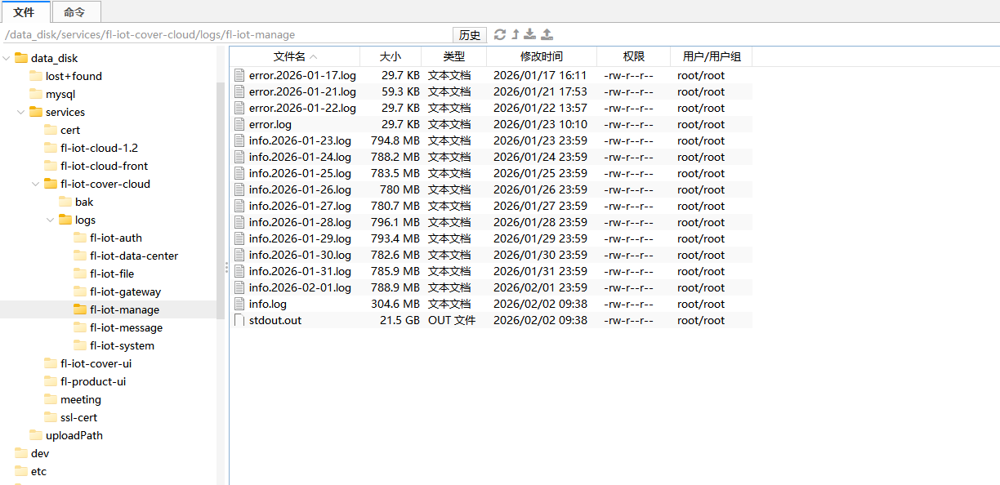 文件 命令
/data_disk/services/fl-iot-cover-cloud/logs/fl-iot-manage 历史
data_disk
lost+found
mysql
services
cert
fl-iot-cloud-1.2
fl-iot-cloud-front
fl-iot-cover-cloud
bak
logs
fl-iot-auth
fl-iot-data-center
fl-iot-file
fl-iot-gateway
fl-iot-manage
fl-iot-message
fl-iot-system
fl-iot-cover-ui
fl-product-ui
meeting
ssl-cert
uploadPath
dev
etc
文件名 大小 类型 修改时间 权限 用户/用户组
error.2026-01-17.log 29.7 KB 文本文档 2026/01/17 16:11 -rw-r--r-- root/root
error.2026-01-21.log 59.3 KB 文本文档 2026/01/21 17:53 -rw-r--r-- root/root
error.2026-01-22.log 29.7 KB 文本文档 2026/01/22 13:57 -rw-r--r-- root/root
error.log 29.7 KB 文本文档 2026/01/23 10:10 -rw-r--r-- root/root
info.2026-01-23.log 794.8 MB 文本文档 2026/01/23 23:59 -rw-r--r-- root/root
info.2026-01-24.log 788.2 MB 文本文档 2026/01/24 23:59 -rw-r--r-- root/root
info.2026-01-25.log 783.5 MB 文本文档 2026/01/25 23:59 -rw-r--r-- root/root
info.2026-01-26.log 780 MB 文本文档 2026/01/26 23:59 -rw-r--r-- root/root
info.2026-01-27.log 780.7 MB 文本文档 2026/01/27 23:59 -rw-r--r-- root/root
info.2026-01-28.log 796.1 MB 文本文档 2026/01/28 23:59 -rw-r--r-- root/root
info.2026-01-29.log 793.4 MB 文本文档 2026/01/29 23:59 -rw-r--r-- root/root
info.2026-01-30.log 782.6 MB 文本文档 2026/01/30 23:59 -rw-r--r-- root/root
info.2026-01-31.log 785.9 MB 文本文档 2026/01/31 23:59 -rw-r--r-- root/root
info.2026-02-01.log 788.9 MB 文本文档 2026/02/01 23:59 -rw-r--r-- root/root
info.log 304.6 MB 文本文档 2026/02/02 09:38 -rw-r--r-- root/root
stdout.out 21.5 GB OUT 文件 2026/02/02 09:38 -rw-r--r-- root/root